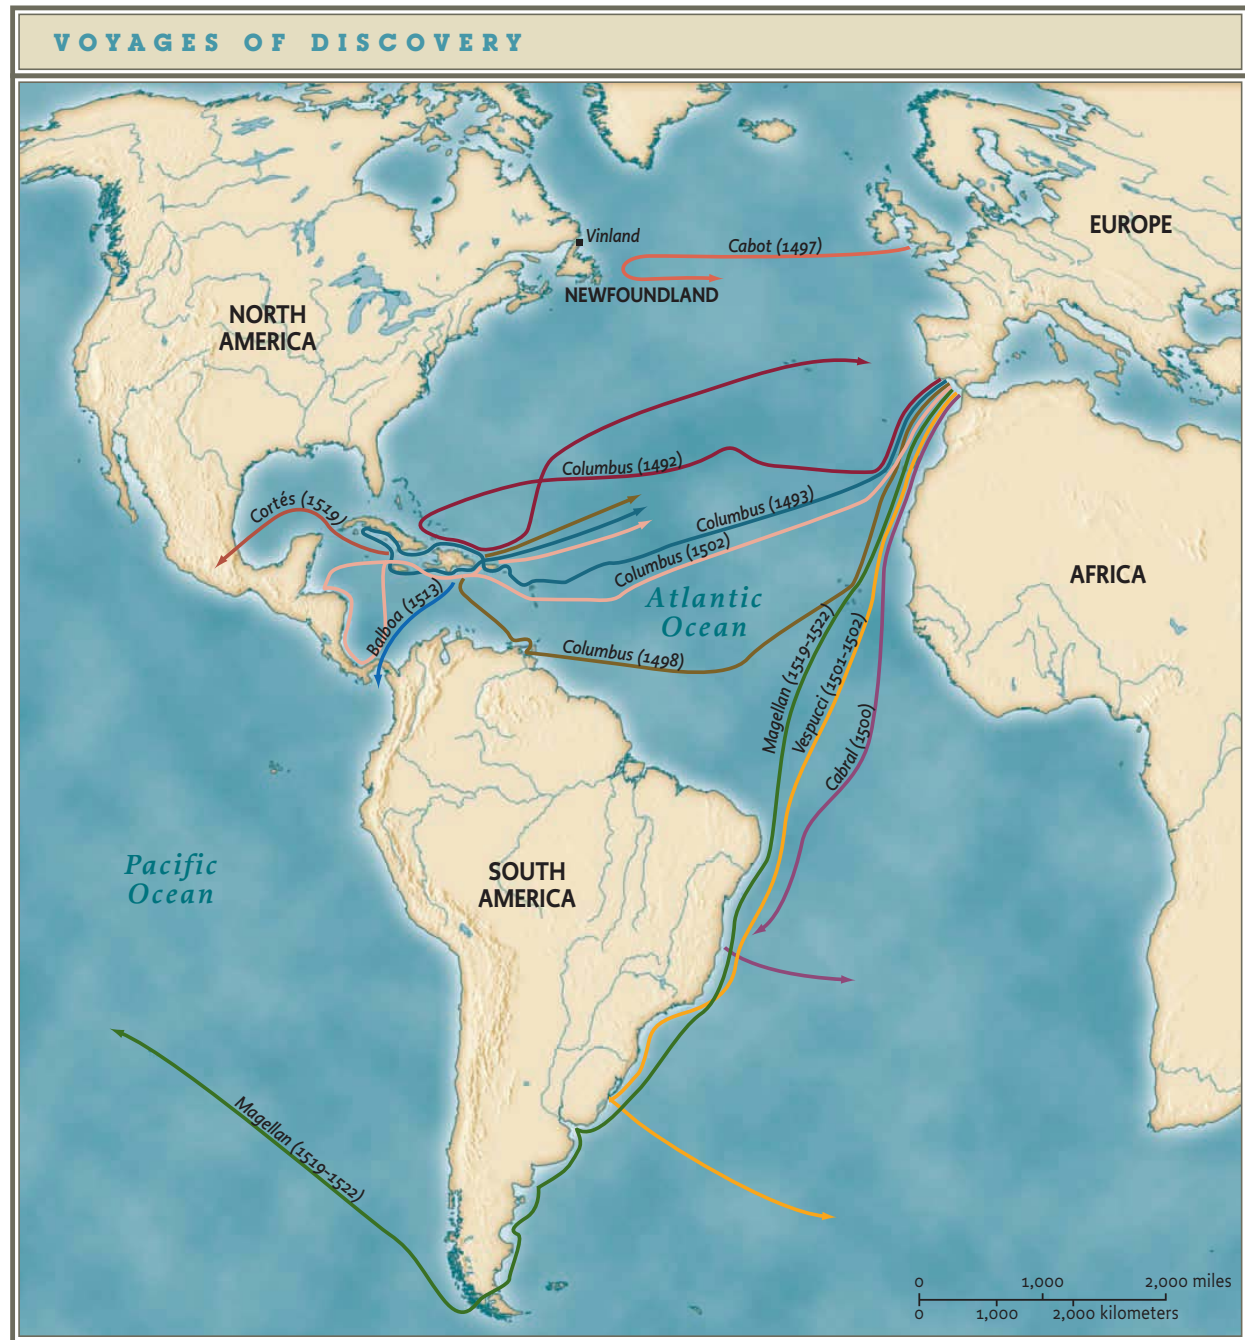 VOYAGES OF DISCOVERY
EUROPE
Vinland
Cabot (1497)
NEWFOUNDLAND
NORTH
AMERICA
Columbus (1492)
Cortés (1519)
Columbus (1493)
Columbus (1502)
AFRICA
Atlantic
Ocean
Balboa (1513)
Columbus (1498)
Magellan (1519–1522)
Vespucci (1501–1502)
Cabral (1500)
Pacific
Ocean
SOUTH
AMERICA
Magellan (1519–1522)
0 1,000 2,000 miles
0 1,000 2,000 kilometers